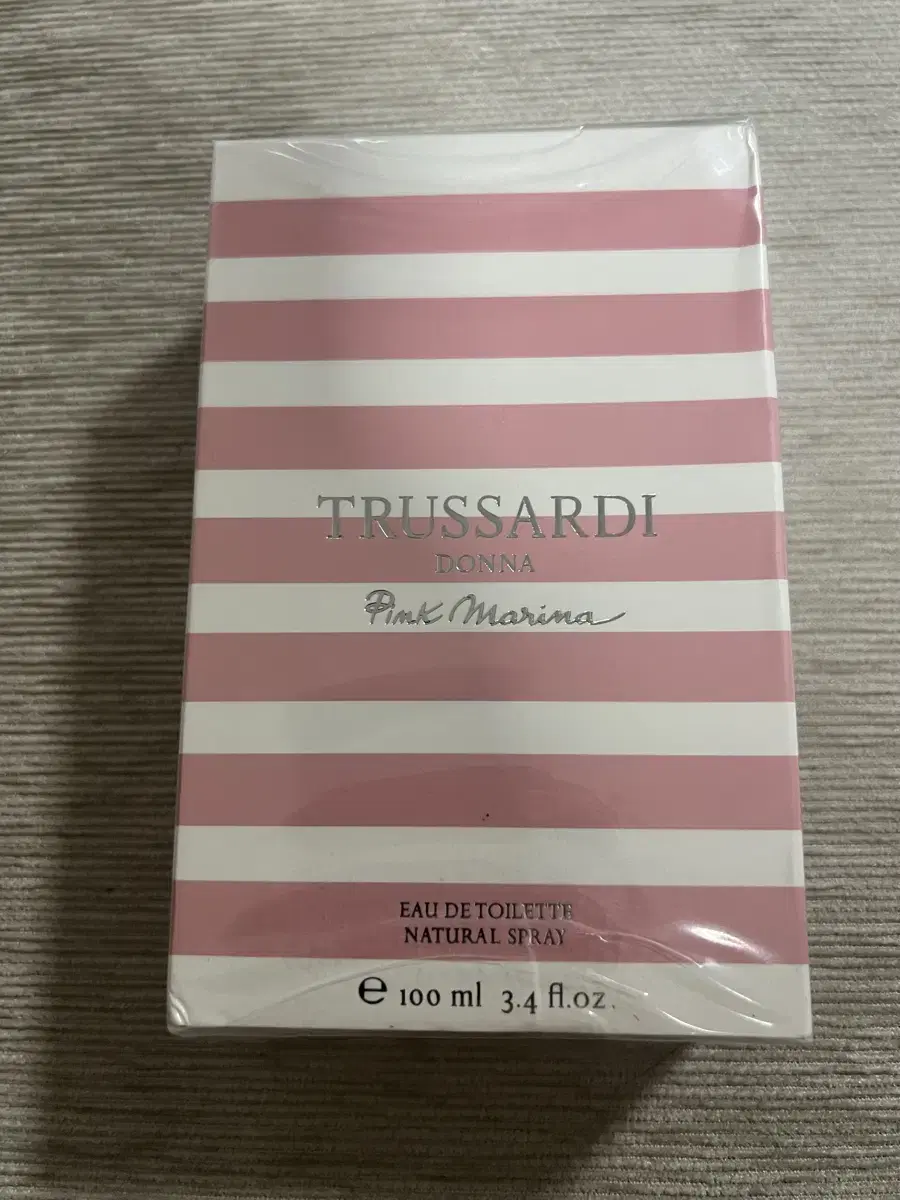 TRUSSARDI
DONNA
Pink Marina
EAU DE TOILETTE
NATURAL SPRAY
e 100 ml 3.4 fl.oz.